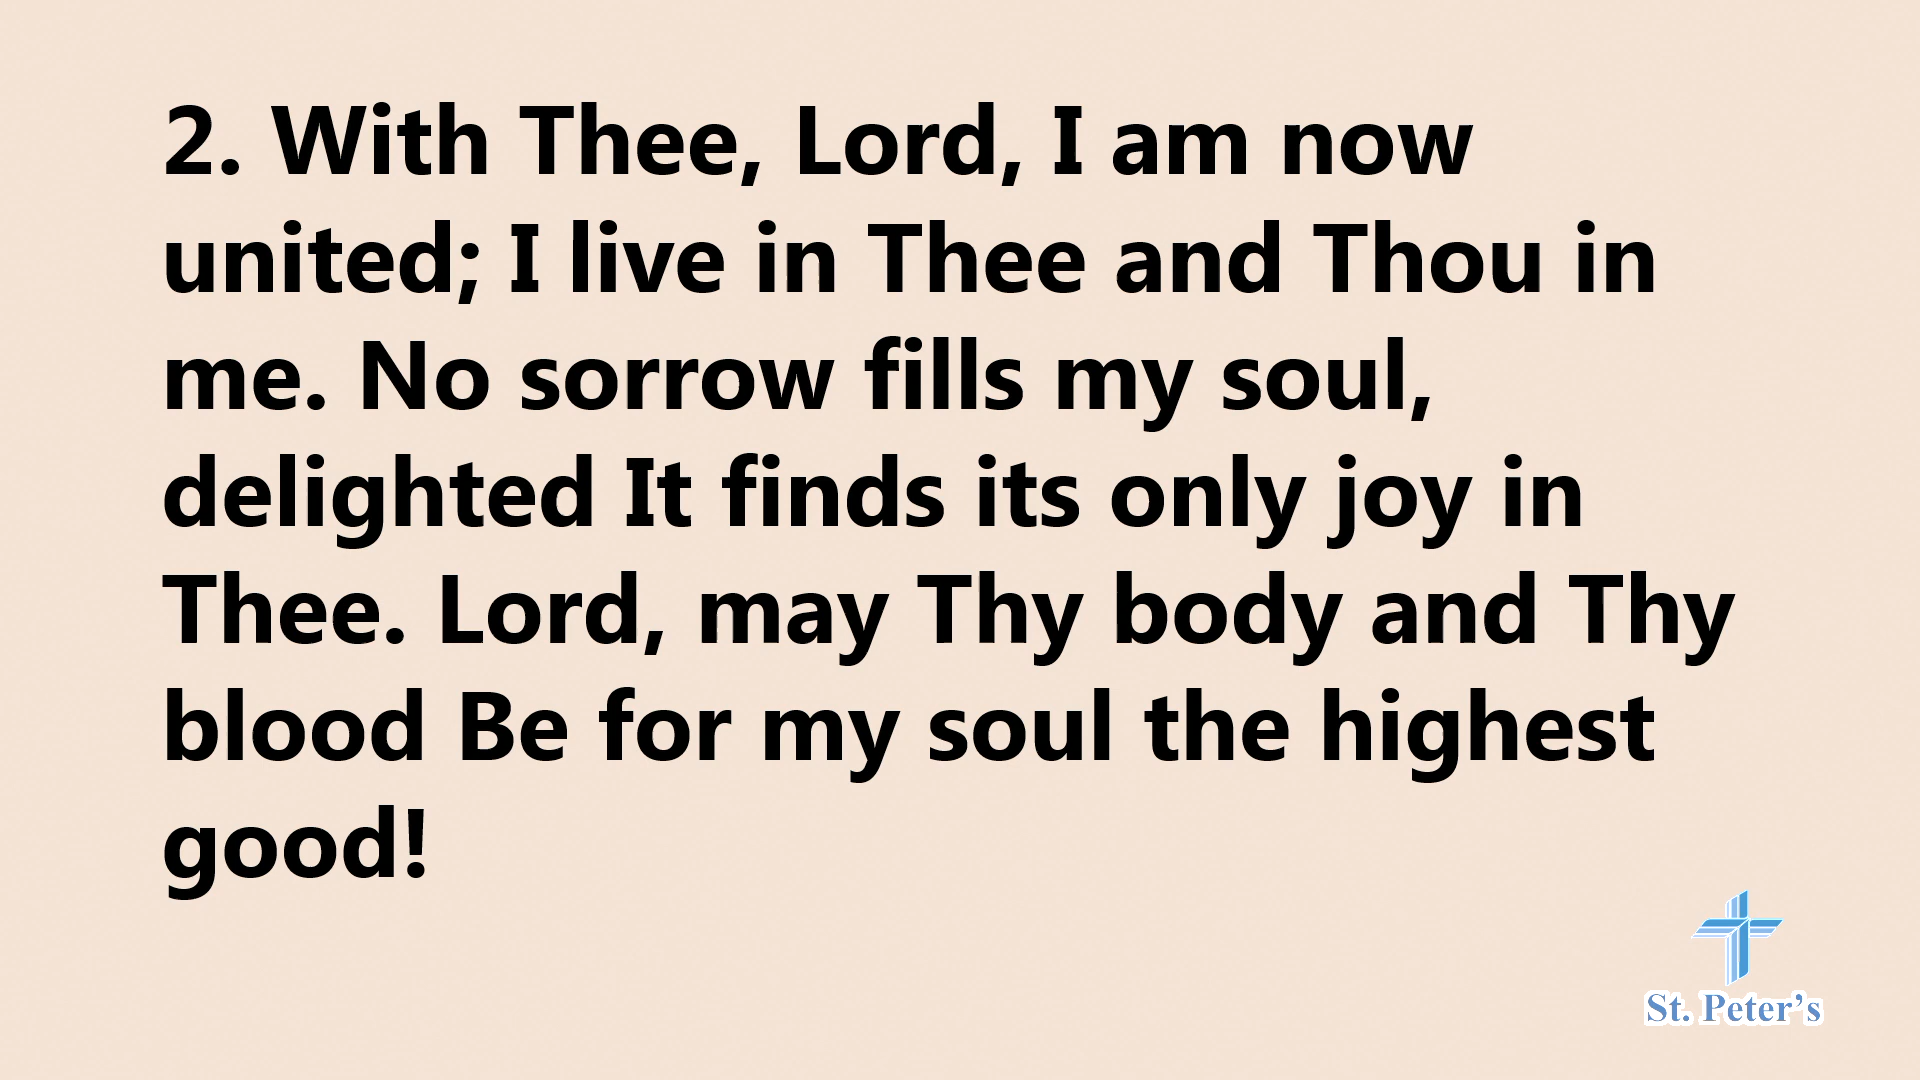 2. With Thee, Lord, I am now
united; I live in Thee and Thou in
me. No sorrow fills my soul,
delighted It finds its only joy in
Thee. Lord, may Thy body and Thy
blood Be for my soul the highest
good!
St. Peter’s